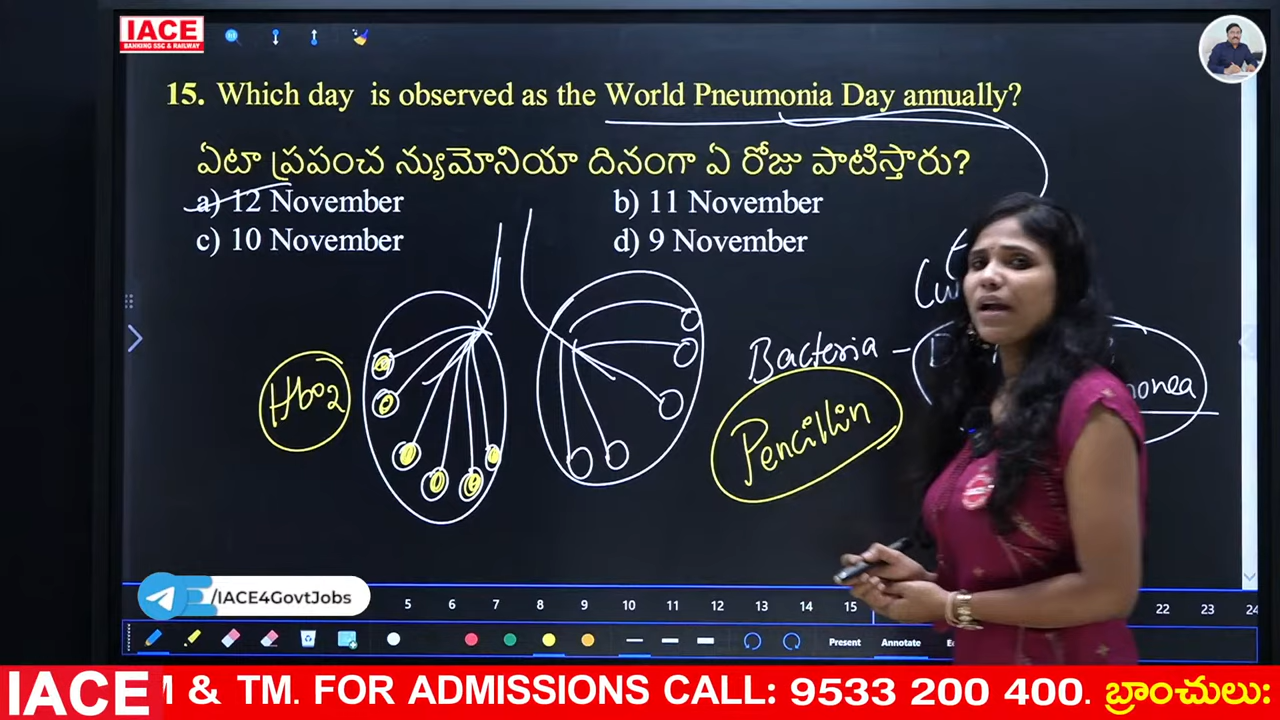 IACE
BANKING SSC & RAILWAY
15. Which day is observed as the World Pneumonia Day annually?
ఏటా ప్రపంచ న్యుమోనియా దినంగా ఏ రోజు పాటిస్తారు?
a) 12 November b) 11 November
c) 10 November d) 9 November
Bacteria -
HbO2
Pencillin
/IACE4GovtJobs
5 6 7 8 9 10 11 12 13 14 15 22 23 24
Present Annotate
IACE M & TM. FOR ADMISSIONS CALL: 9533 200 400. బ్రాంచులు: